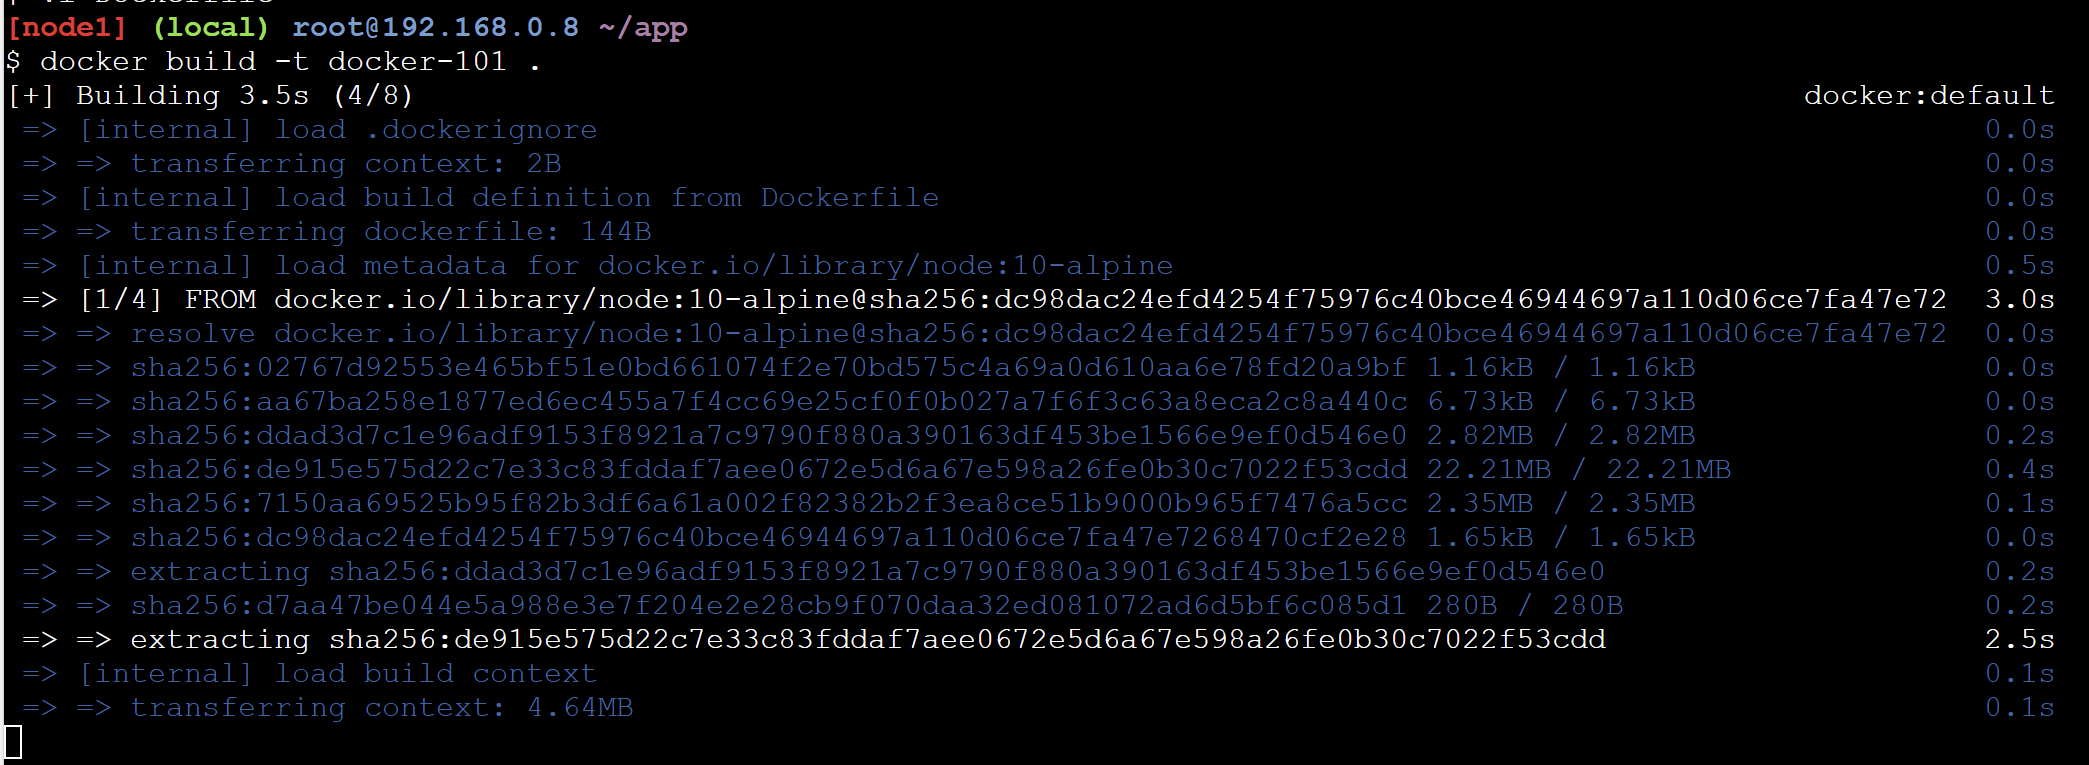 [node1] (local) root@192.168.0.8 ~/app
$ docker build -t docker-101 .
[+] Building 3.5s (4/8) docker:default
=> [internal] load .dockerignore 0.0s
=> => transferring context: 2B 0.0s
=> [internal] load build definition from Dockerfile 0.0s
=> => transferring dockerfile: 144B 0.0s
=> [internal] load metadata for docker.io/library/node:10-alpine 0.5s
=> [1/4] FROM docker.io/library/node:10-alpine@sha256:dc98dac24efd4254f75976c40bce46944697a110d06ce7fa47e72 3.0s
=> => resolve docker.io/library/node:10-alpine@sha256:dc98dac24efd4254f75976c40bce46944697a110d06ce7fa47e72 0.0s
=> => sha256:02767d92553e465bf51e0bd661074f2e70bd575c4a69a0d610aa6e78fd20a9bf 1.16kB / 1.16kB 0.0s
=> => sha256:aa67ba258e1877ed6ec455a7f4cc69e25cf0f0b027a7f6f3c63a8eca2c8a440c 6.73kB / 6.73kB 0.0s
=> => sha256:ddad3d7c1e96adf9153f8921a7c9790f880a390163df453be1566e9ef0d546e0 2.82MB / 2.82MB 0.2s
=> => sha256:de915e575d22c7e33c83fddaf7aee0672e5d6a67e598a26fe0b30c7022f53cdd 22.21MB / 22.21MB 0.4s
=> => sha256:7150aa69525b95f82b3df6a61a002f82382b2f3ea8ce51b9000b965f7476a5cc 2.35MB / 2.35MB 0.1s
=> => sha256:dc98dac24efd4254f75976c40bce46944697a110d06ce7fa47e7268470cf2e28 1.65kB / 1.65kB 0.0s
=> => extracting sha256:ddad3d7c1e96adf9153f8921a7c9790f880a390163df453be1566e9ef0d546e0 0.2s
=> => sha256:d7aa47be044e5a988e3e7f204e2e28cb9f070daa32ed081072ad6d5bf6c085d1 280B / 280B 0.2s
=> => extracting sha256:de915e575d22c7e33c83fddaf7aee0672e5d6a67e598a26fe0b30c7022f53cdd 2.5s
=> [internal] load build context 0.1s
=> => transferring context: 4.64MB 0.1s